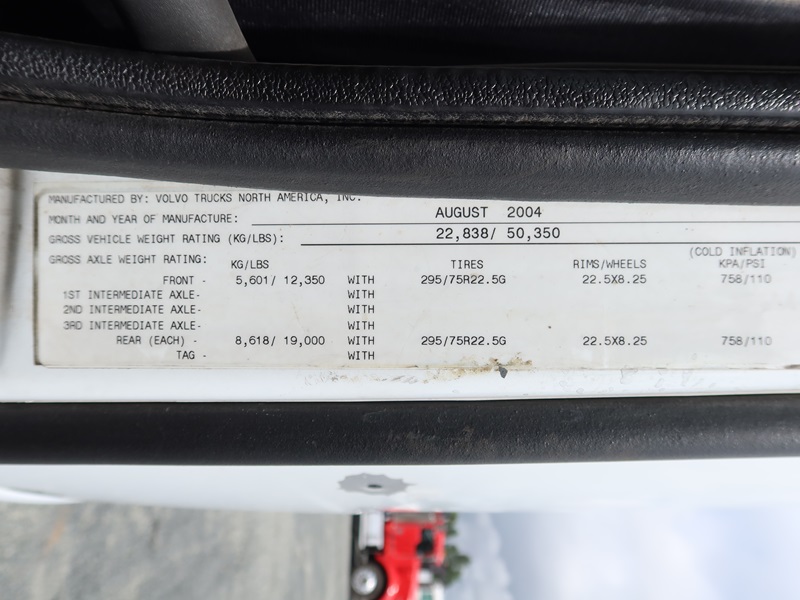 MANUFACTURED BY: VOLVO TRUCKS NORTH AMERICA, INC.
MONTH AND YEAR OF MANUFACTURE: AUGUST 2004
GROSS VEHICLE WEIGHT RATING (KG/LBS): 22,838/ 50,350
(COLD INFLATION)
GROSS AXLE WEIGHT RATING: KG/LBS TIRES RIMS/WHEELS KPA/PSI
FRONT - 5,601/ 12,350 WITH 295/75R22.5G 22.5X8.25 758/110
1ST INTERMEDIATE AXLE- WITH
2ND INTERMEDIATE AXLE- WITH
3RD INTERMEDIATE AXLE- WITH
REAR (EACH) - 8,618/ 19,000 WITH 295/75R22.5G 22.5X8.25 758/110
TAG - WITH